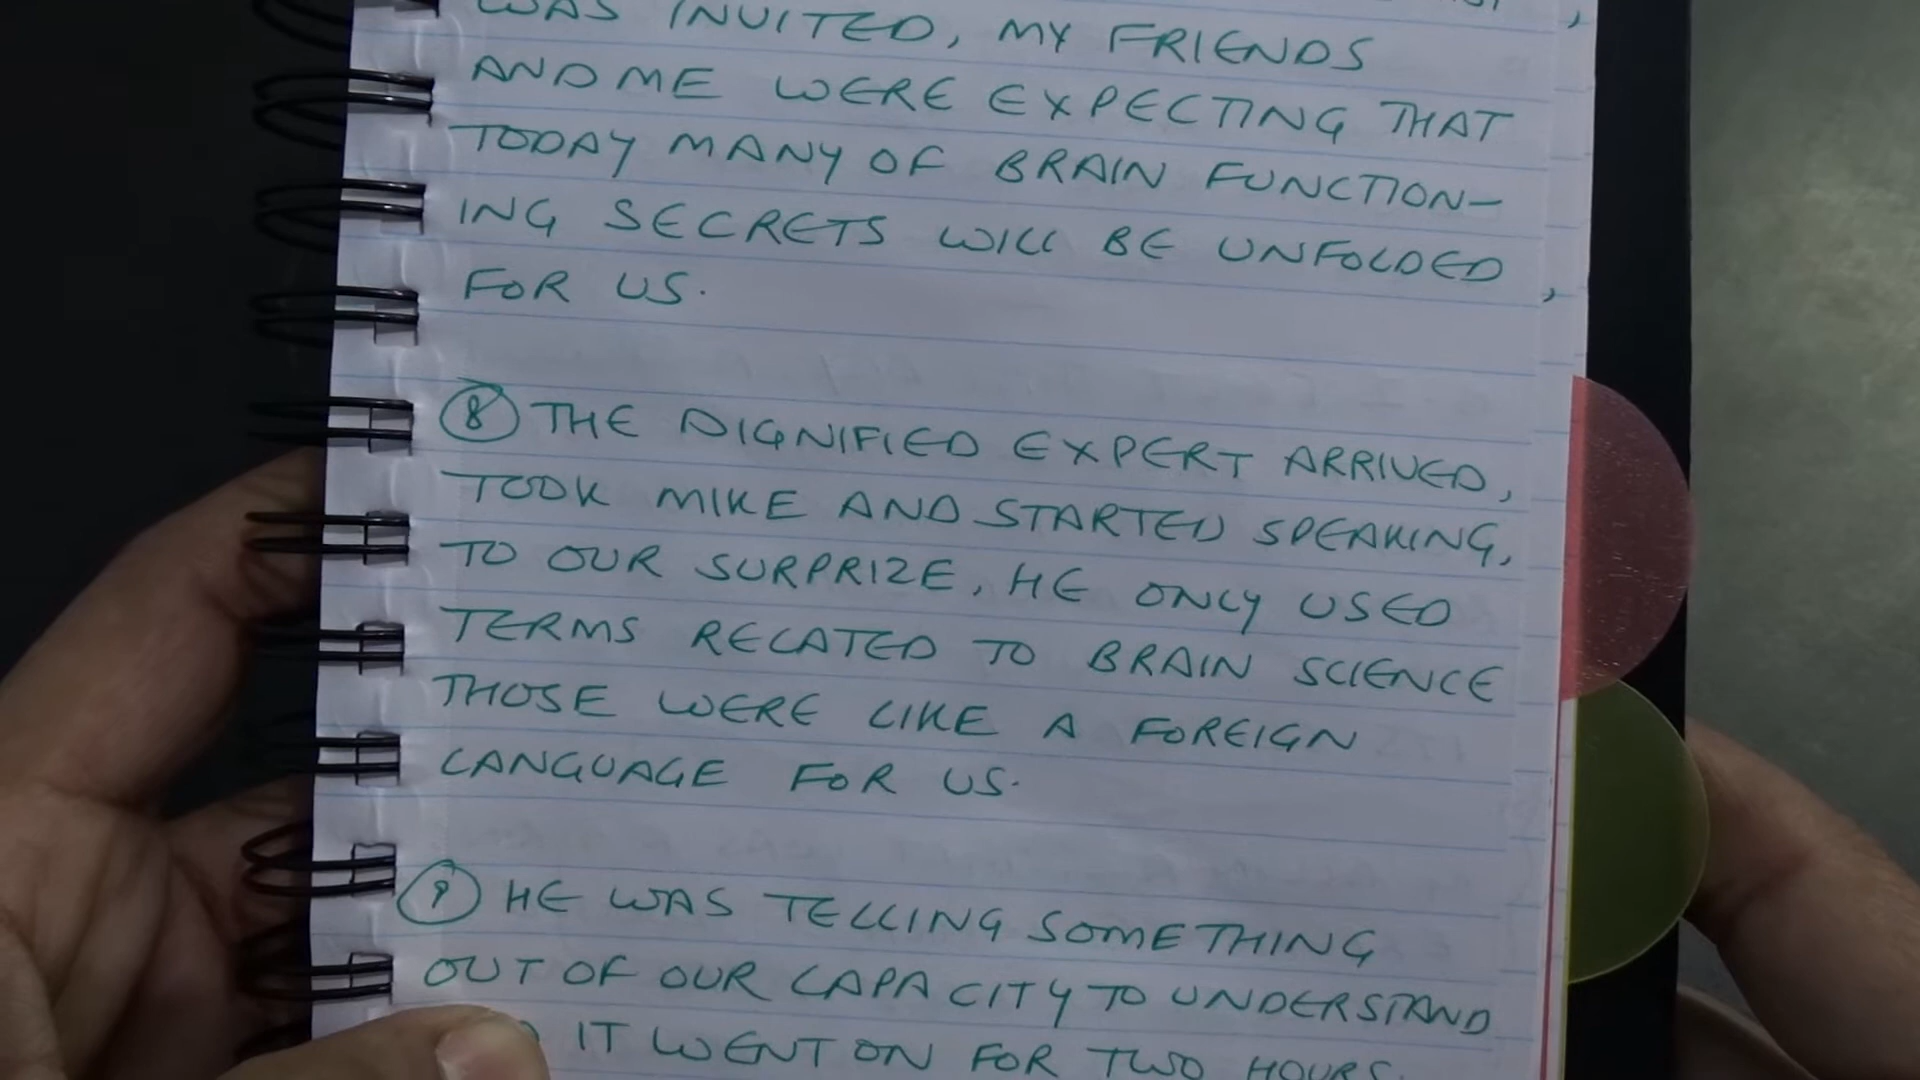 WAS INVITED, MY FRIENDS
AND ME WERE EXPECTING THAT
TODAY MANY OF BRAIN FUNCTION-
ING SECRETS WILL BE UNFOLDED,
FOR US.
⑧ THE DIGNIFIED EXPERT ARRIVED,
TOOK MIKE AND STARTED SPEAKING,
TO OUR SURPRIZE, HE ONLY USED
TERMS RELATED TO BRAIN SCIENCE
THOSE WERE LIKE A FOREIGN
LANGUAGE FOR US.
⑨ HE WAS TELLING SOMETHING
OUT OF OUR CAPACITY TO UNDERSTAND
IT WENT ON FOR TWO HOURS.